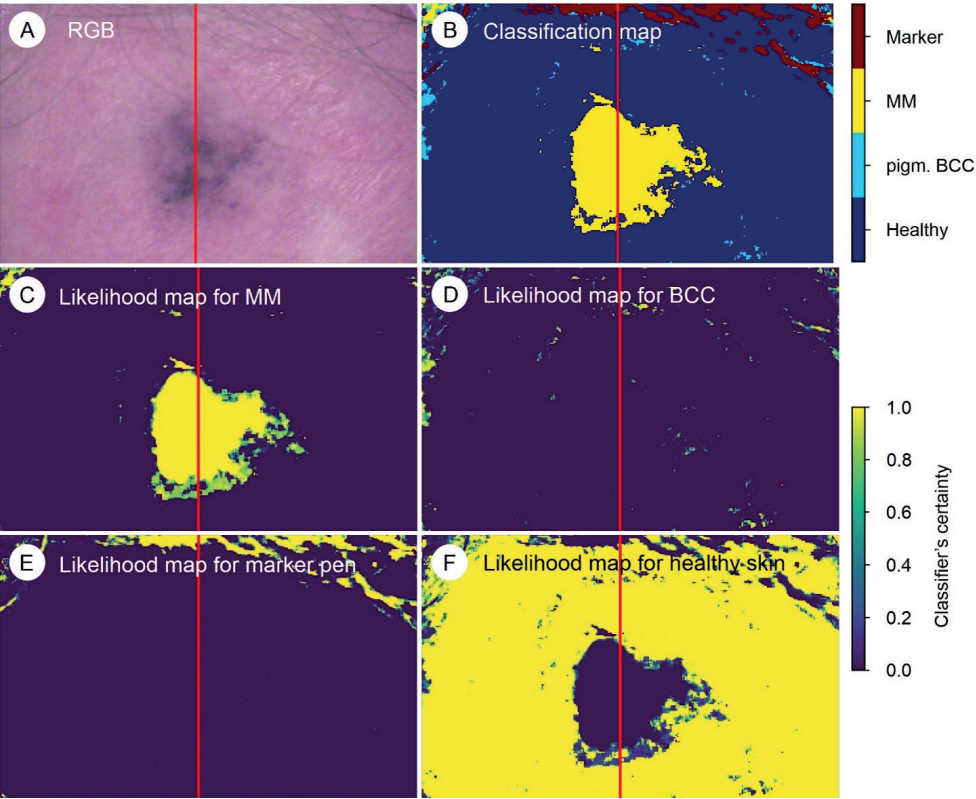 A RGB
B Classification map
Marker
MM
pigm. BCC
Healthy
C Likelihood map for MM
D Likelihood map for BCC
E Likelihood map for marker pen
F Likelihood map for healthy skin
1.0
0.8
0.6
0.4
0.2
0.0
Classifier's certainty